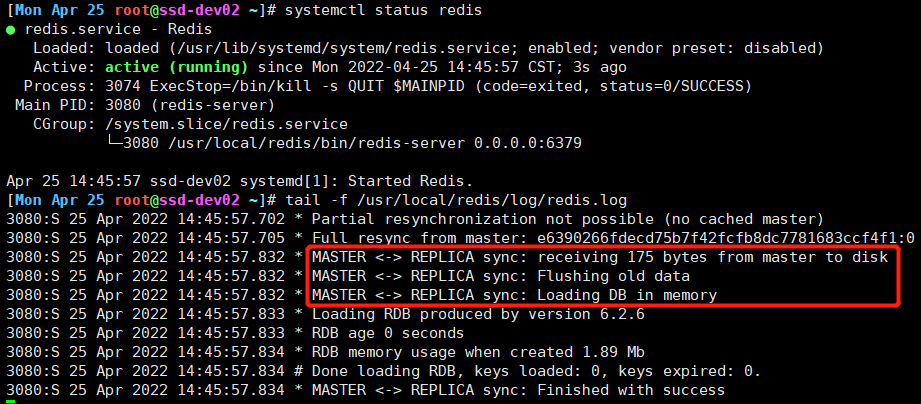 [Mon Apr 25 root@ssd-dev02 ~]# systemctl status redis
● redis.service - Redis
Loaded: loaded (/usr/lib/systemd/system/redis.service; enabled; vendor preset: disabled)
Active: active (running) since Mon 2022-04-25 14:45:57 CST; 3s ago
Process: 3074 ExecStop=/bin/kill -s QUIT $MAINPID (code=exited, status=0/SUCCESS)
Main PID: 3080 (redis-server)
CGroup: /system.slice/redis.service
└─3080 /usr/local/redis/bin/redis-server 0.0.0.0:6379
Apr 25 14:45:57 ssd-dev02 systemd[1]: Started Redis.
[Mon Apr 25 root@ssd-dev02 ~]# tail -f /usr/local/redis/log/redis.log
3080:S 25 Apr 2022 14:45:57.702 * Partial resynchronization not possible (no cached master)
3080:S 25 Apr 2022 14:45:57.705 * Full resync from master: e6390266fdecd75b7f42fcfb8dc7781683ccf4f1:0
3080:S 25 Apr 2022 14:45:57.832 * MASTER <-> REPLICA sync: receiving 175 bytes from master to disk
3080:S 25 Apr 2022 14:45:57.832 * MASTER <-> REPLICA sync: Flushing old data
3080:S 25 Apr 2022 14:45:57.832 * MASTER <-> REPLICA sync: Loading DB in memory
3080:S 25 Apr 2022 14:45:57.833 * Loading RDB produced by version 6.2.6
3080:S 25 Apr 2022 14:45:57.833 * RDB age 0 seconds
3080:S 25 Apr 2022 14:45:57.834 * RDB memory usage when created 1.89 Mb
3080:S 25 Apr 2022 14:45:57.834 # Done loading RDB, keys loaded: 0, keys expired: 0.
3080:S 25 Apr 2022 14:45:57.834 * MASTER <-> REPLICA sync: Finished with success